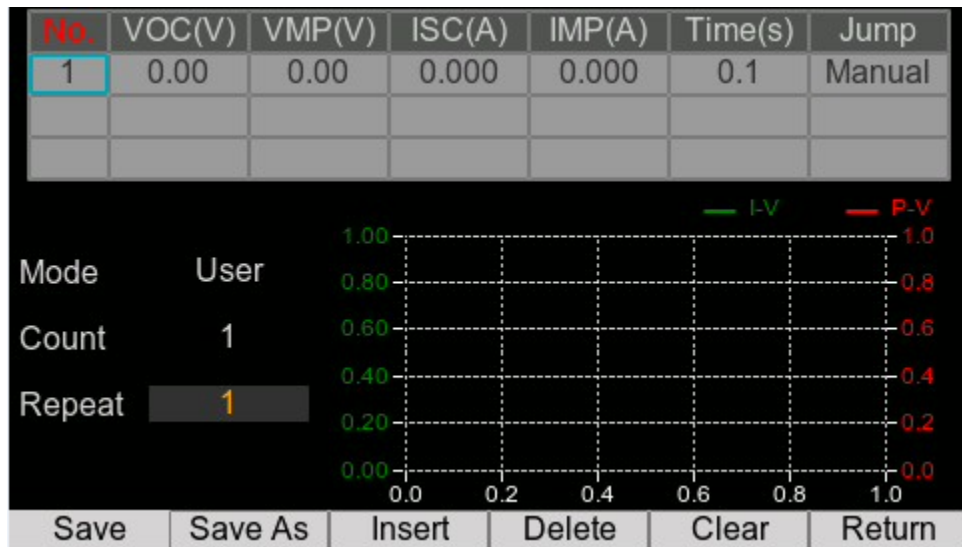 No. VOC(V) VMP(V) ISC(A) IMP(A) Time(s) Jump
1 0.00 0.00 0.000 0.000 0.1 Manual
I-V P-V
1.00 1.0
Mode User 0.80 0.8
Count 1 0.60 0.6
0.40 0.4
Repeat 1
0.20 0.2
0.00 0.0
0.0 0.2 0.4 0.6 0.8 1.0
Save Save As Insert Delete Clear Return